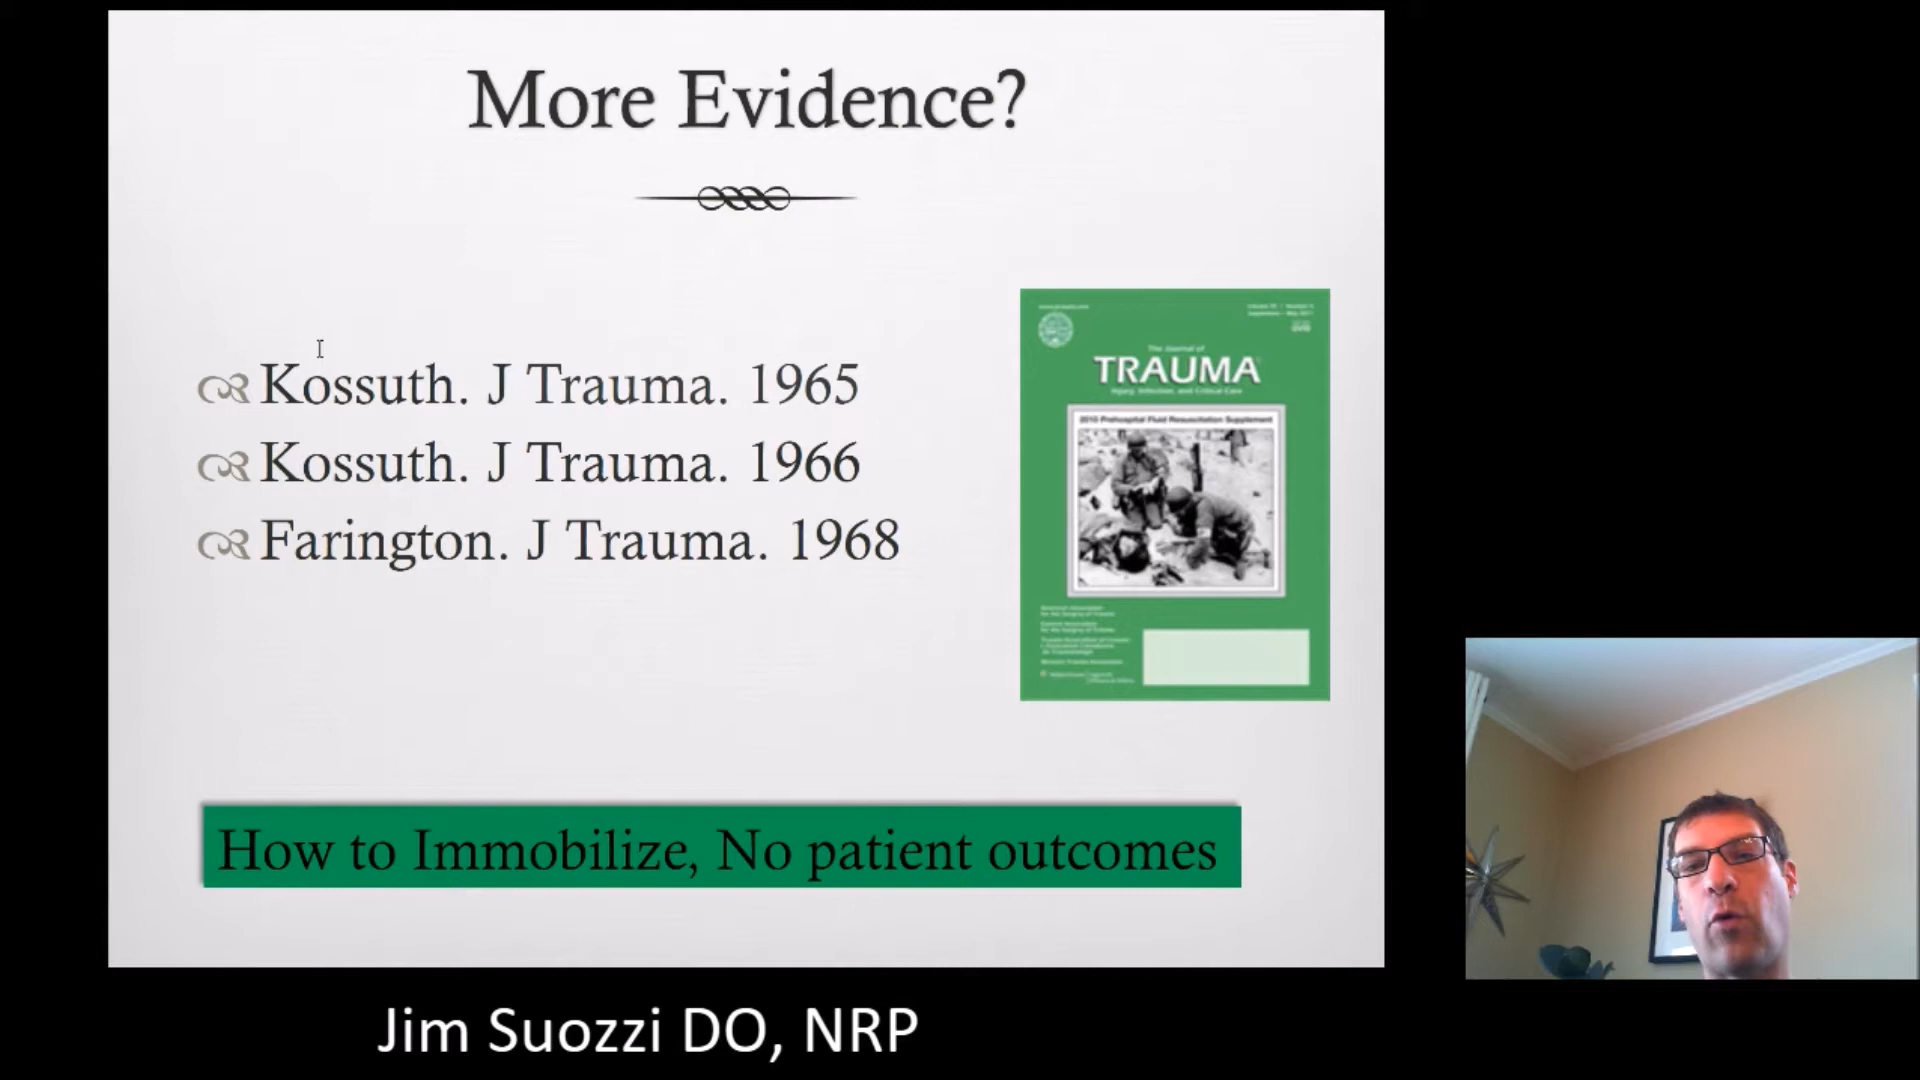 More Evidence?
Kossuth. J Trauma. 1965
Kossuth. J Trauma. 1966
Farington. J Trauma. 1968
The Journal of
TRAUMA
Injury, Infection, and Critical Care
2010 Prehospital Fluid Resuscitation Supplement
How to Immobilize, No patient outcomes
Jim Suozzi DO, NRP